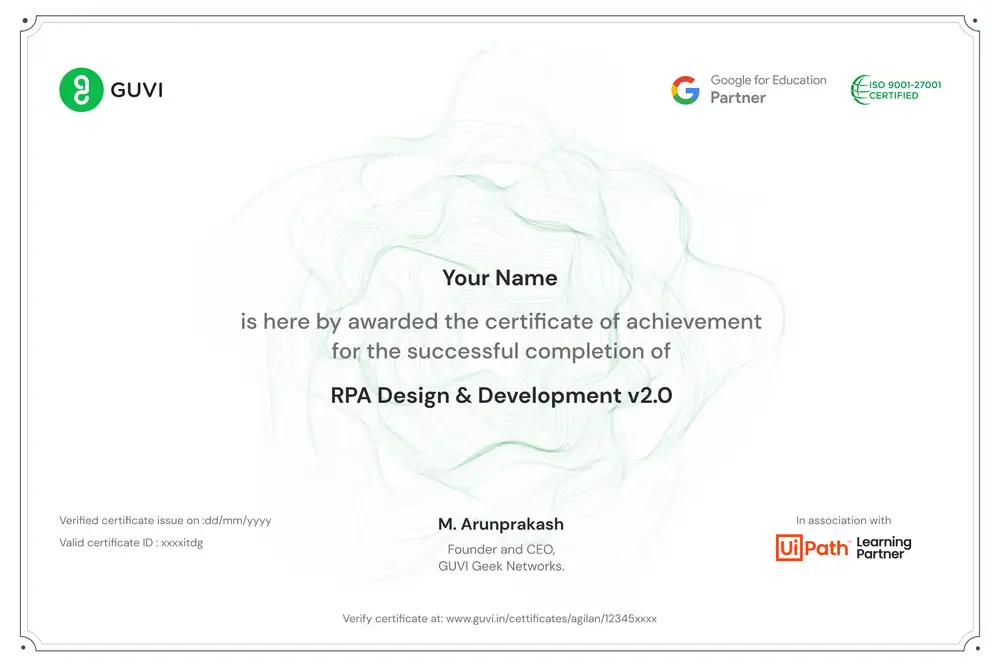 GUVI
Google for Education
Partner
ISO 9001-27001
CERTIFIED
Your Name
is here by awarded the certificate of achievement
for the successful completion of
RPA Design & Development v2.0
Verified certificate issue on :dd/mm/yyyy
Valid certificate ID : xxxxitdg
M. Arunprakash
Founder and CEO,
GUVI Geek Networks.
In association with
UiPath™ Learning
Partner
Verify certificate at: www.guvi.in/cettificates/agilan/12345xxxx